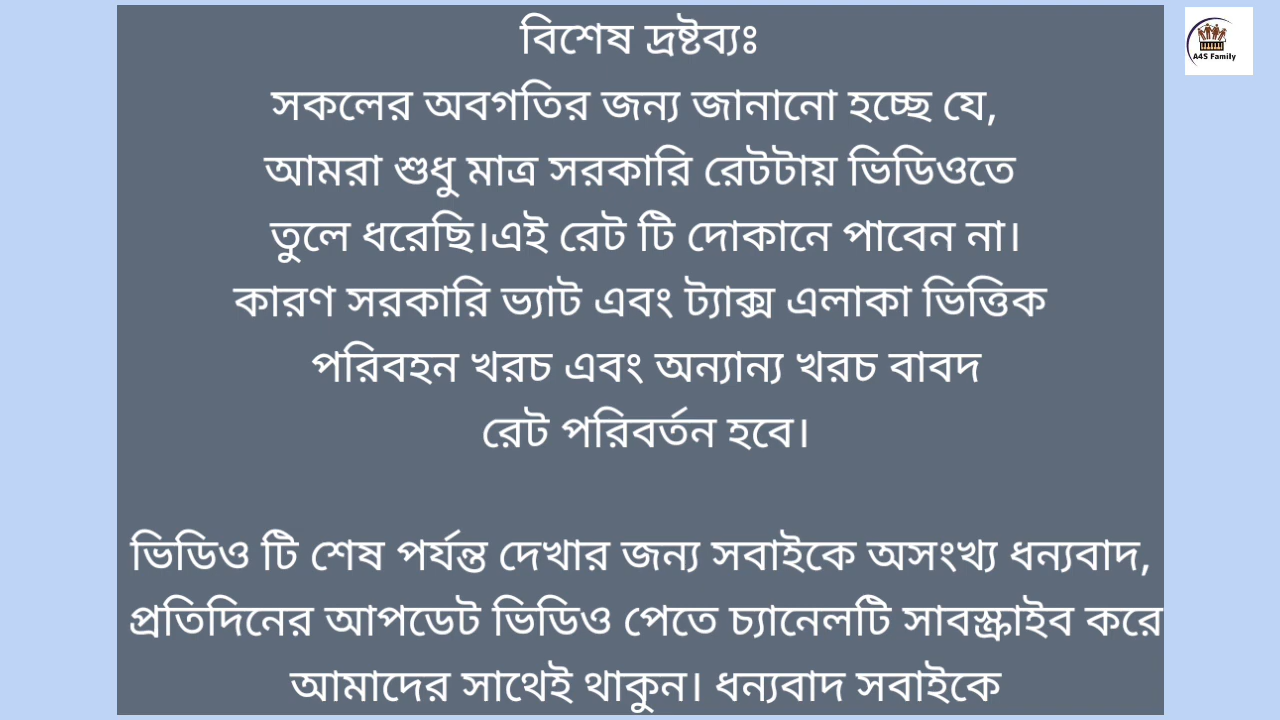 বিশেষ দ্রষ্টব্যঃ
সকলের অবগতির জন্য জানানো হচ্ছে যে,
আমরা শুধু মাত্র সরকারি রেটটায় ভিডিওতে
তুলে ধরেছি।এই রেট টি দোকানে পাবেন না।
কারণ সরকারি ভ্যাট এবং ট্যাক্স এলাকা ভিত্তিক
পরিবহন খরচ এবং অন্যান্য খরচ বাবদ
রেট পরিবর্তন হবে।
ভিডিও টি শেষ পর্যন্ত দেখার জন্য সবাইকে অসংখ্য ধন্যবাদ,
প্রতিদিনের আপডেট ভিডিও পেতে চ্যানেলটি সাবস্ক্রাইব করে
আমাদের সাথেই থাকুন। ধন্যবাদ সবাইকে
A4S Family